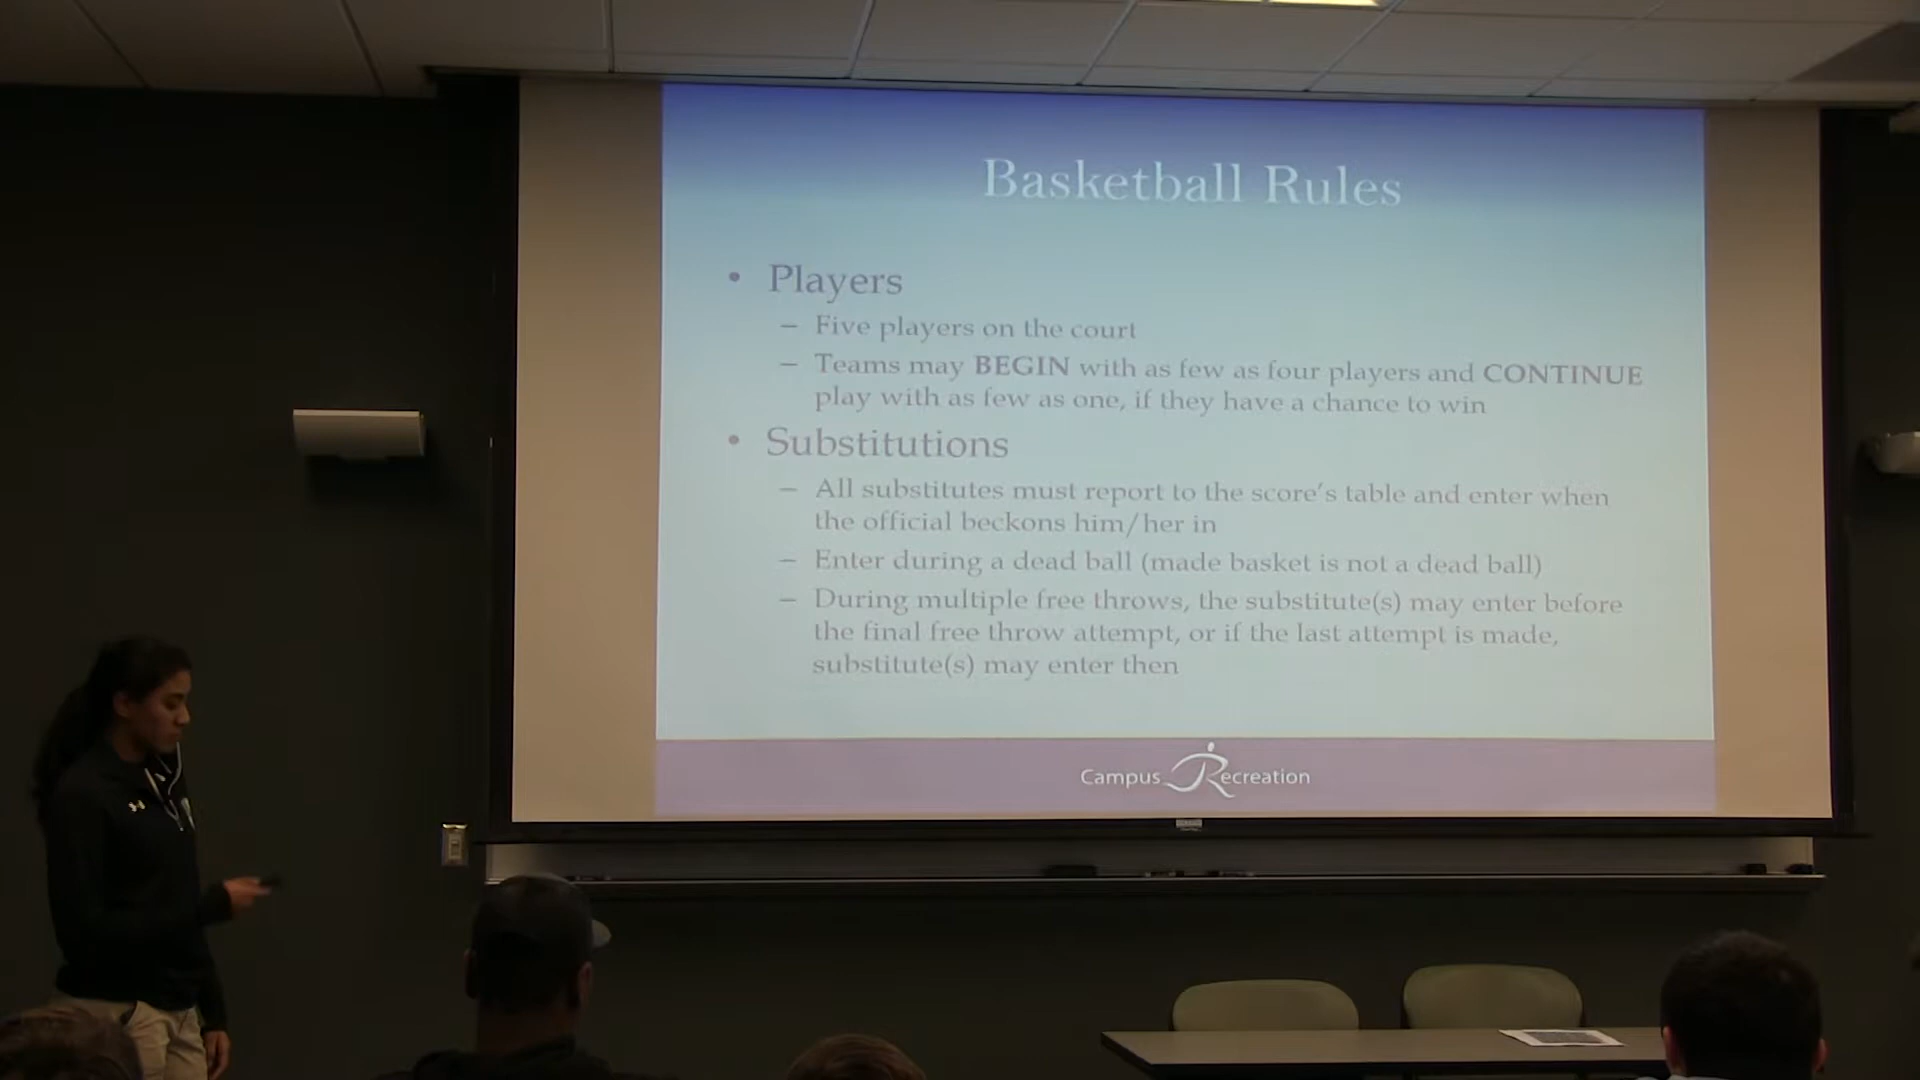 Basketball Rules
• Players
– Five players on the court
– Teams may BEGIN with as few as four players and CONTINUE
play with as few as one, if they have a chance to win
• Substitutions
– All substitutes must report to the score’s table and enter when
the official beckons him/her in
– Enter during a dead ball (made basket is not a dead ball)
– During multiple free throws, the substitute(s) may enter before
the final free throw attempt, or if the last attempt is made,
substitute(s) may enter then
Campus Recreation